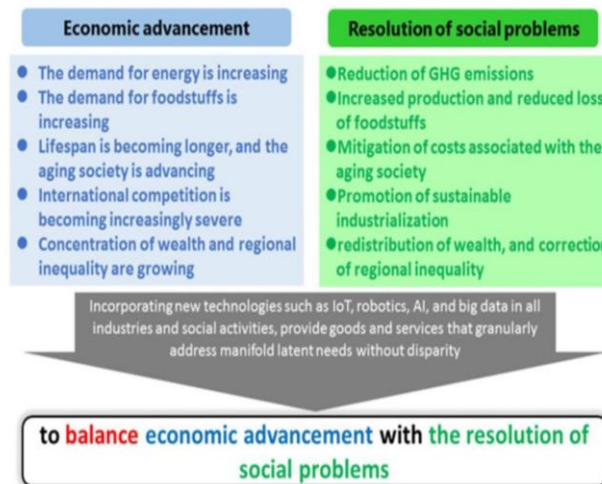 Economic advancement
The demand for energy is increasing
The demand for foodstuffs is
increasing
Lifespan is becoming longer, and the
aging society is advancing
International competition is
becoming increasingly severe
Concentration of wealth and regional
inequality are growing
Resolution of social problems
Reduction of GHG emissions
Increased production and reduced loss
of foodstuffs
Mitigation of costs associated with the
aging society
Promotion of sustainable
industrialization
redistribution of wealth, and correction
of regional inequality
Incorporating new technologies such as IoT, robotics, AI, and big data in all
industries and social activities, provide goods and services that granularly
address manifold latent needs without disparity
to balance economic advancement with the resolution of
social problems